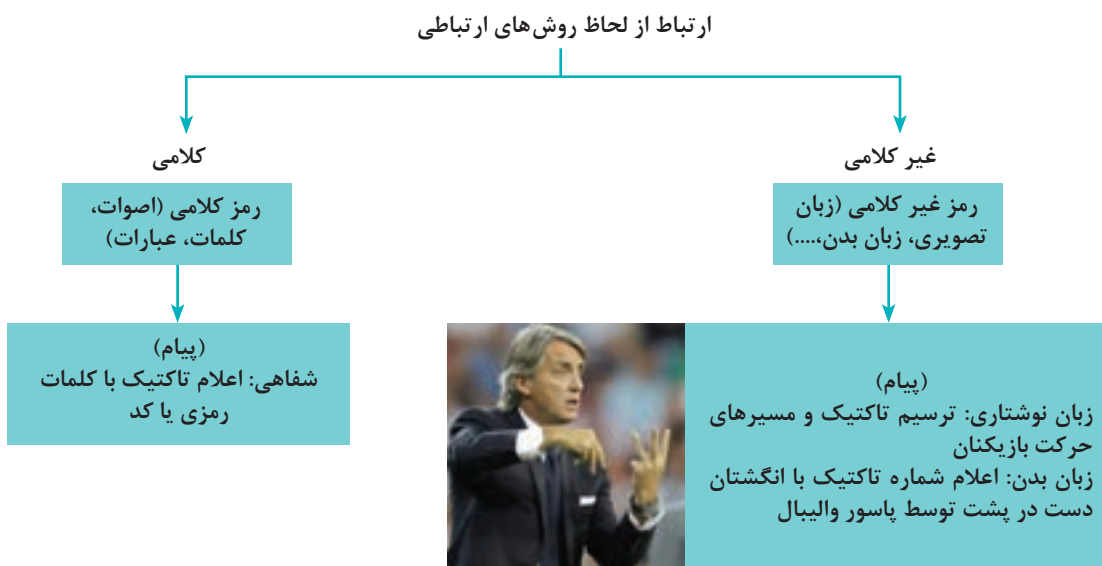 ارتباط از لحاظ روش‌های ارتباطی
غیر کلامی
رمز غیر کلامی (زبان
تصویری، زبان بدن،....)
(پیام)
زبان نوشتاری: ترسیم تاکتیک و مسیرهای
حرکت بازیکنان
زبان بدن: اعلام شماره تاکتیک با انگشتان
دست در پشت توسط پاسور والیبال
کلامی
رمز کلامی (اصوات،
کلمات، عبارات)
(پیام)
شفاهی: اعلام تاکتیک با کلمات
رمزی یا کد